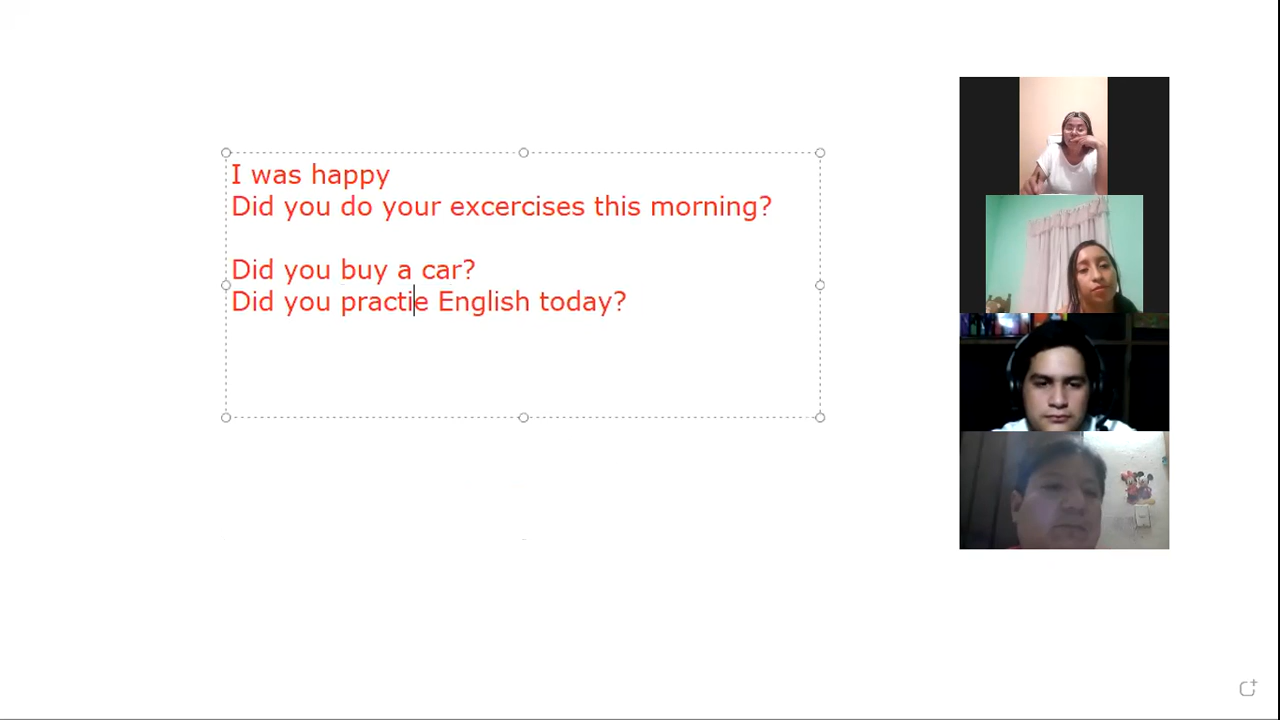 I was happy
Did you do your excercises this morning?
Did you buy a car?
Did you practie English today?